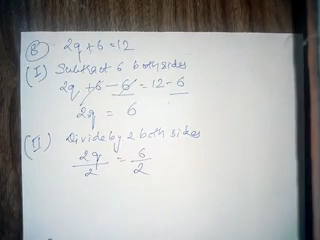 (B) 2q + 6 = 12
(I) Subtract 6 both sides
2q + 6 - 6 = 12 - 6
2q = 6
(II) Divide by 2 both sides
2q/2 = 6/2